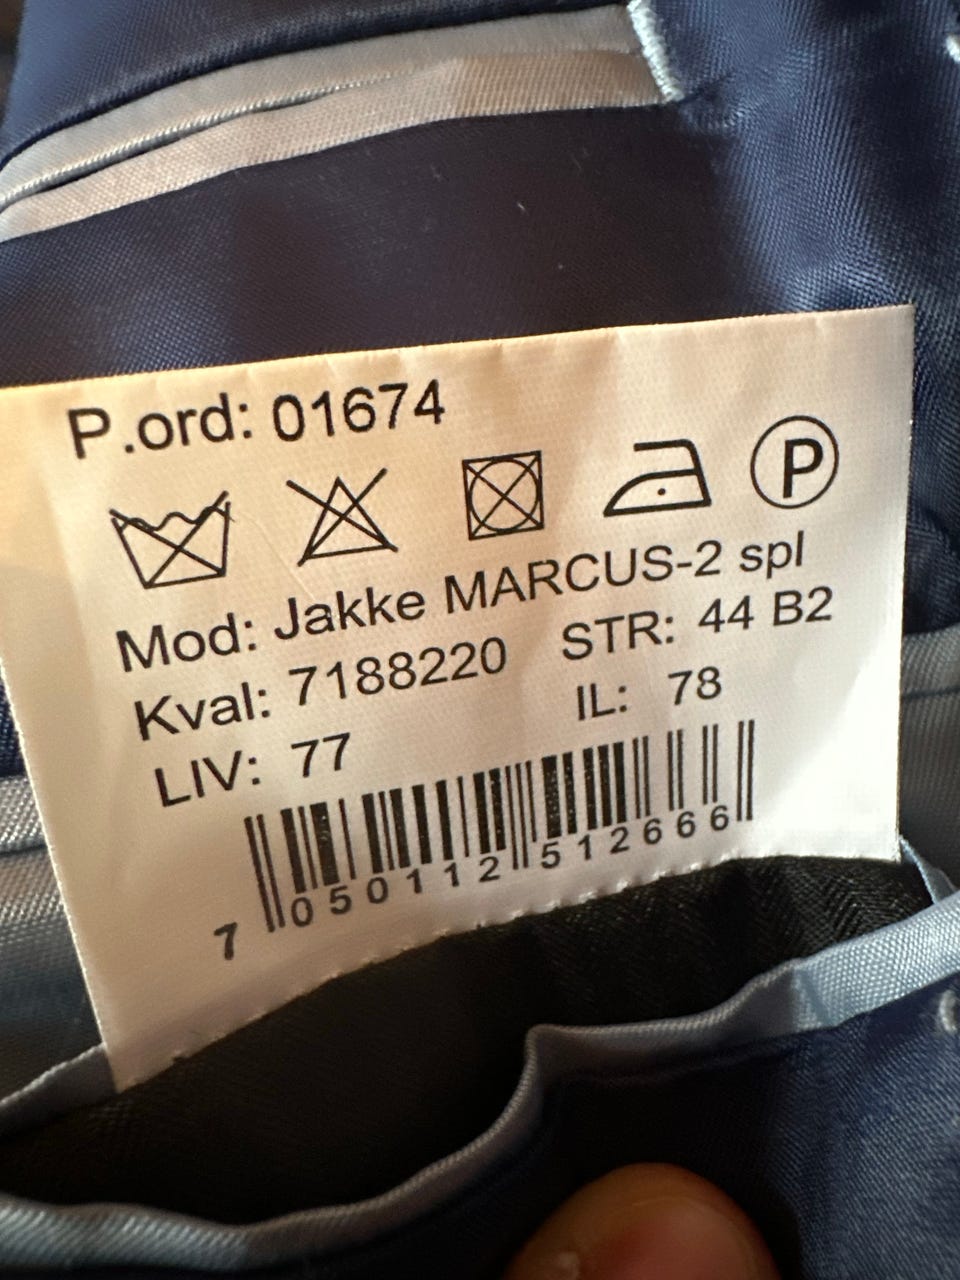 P.ord: 01674
P
Mod: Jakke MARCUS-2 spl
Kval: 7188220 STR: 44 B2
LIV: 77 IL: 78
7 050112 512666